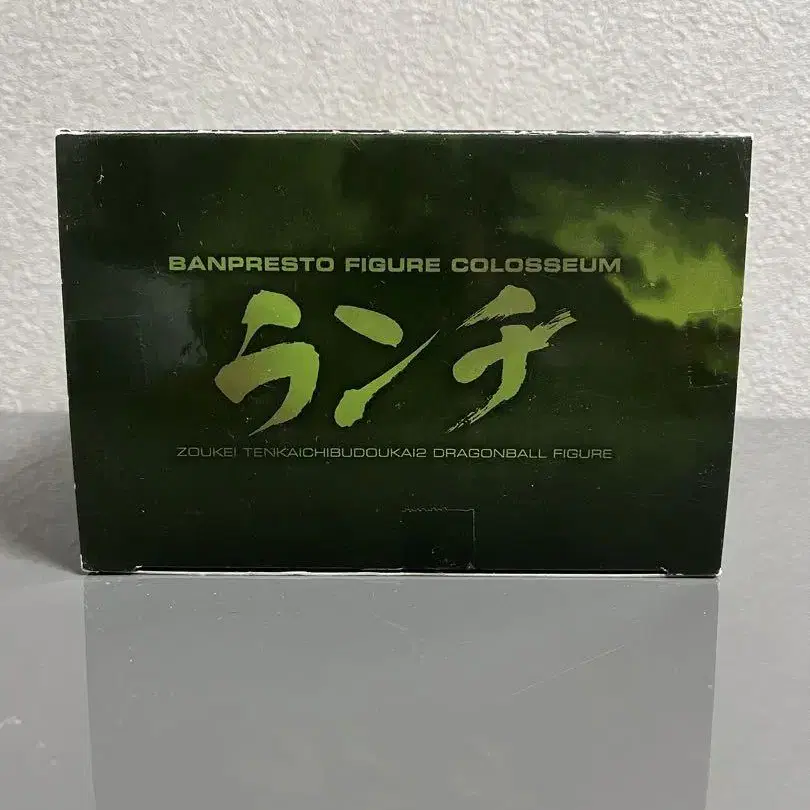 BANPRESTO FIGURE COLOSSEUM
ランチ
ZOUKEI TENKAICHIBUDOUKAI2 DRAGONBALL FIGURE